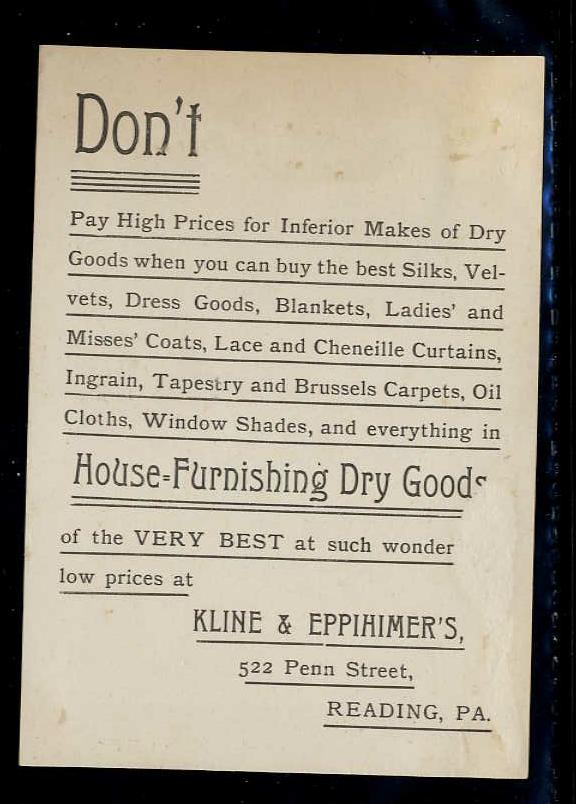 Don't
Pay High Prices for Inferior Makes of Dry
Goods when you can buy the best Silks, Vel-
vets, Dress Goods, Blankets, Ladies' and
Misses' Coats, Lace and Cheneille Curtains,
Ingrain, Tapestry and Brussels Carpets, Oil
Cloths, Window Shades, and everything in
House-Furnishing Dry Goods
of the VERY BEST at such wonder
low prices at
KLINE & EPPIHIMER'S,
522 Penn Street,
READING, PA.